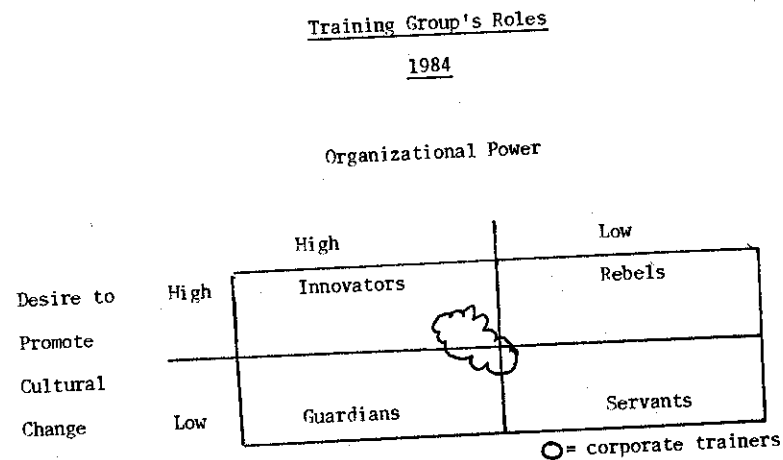 Training Group's Roles
1984
Organizational Power
High Low
Desire to High Innovators Rebels
Promote
Cultural
Change Low Guardians Servants
O= corporate trainers